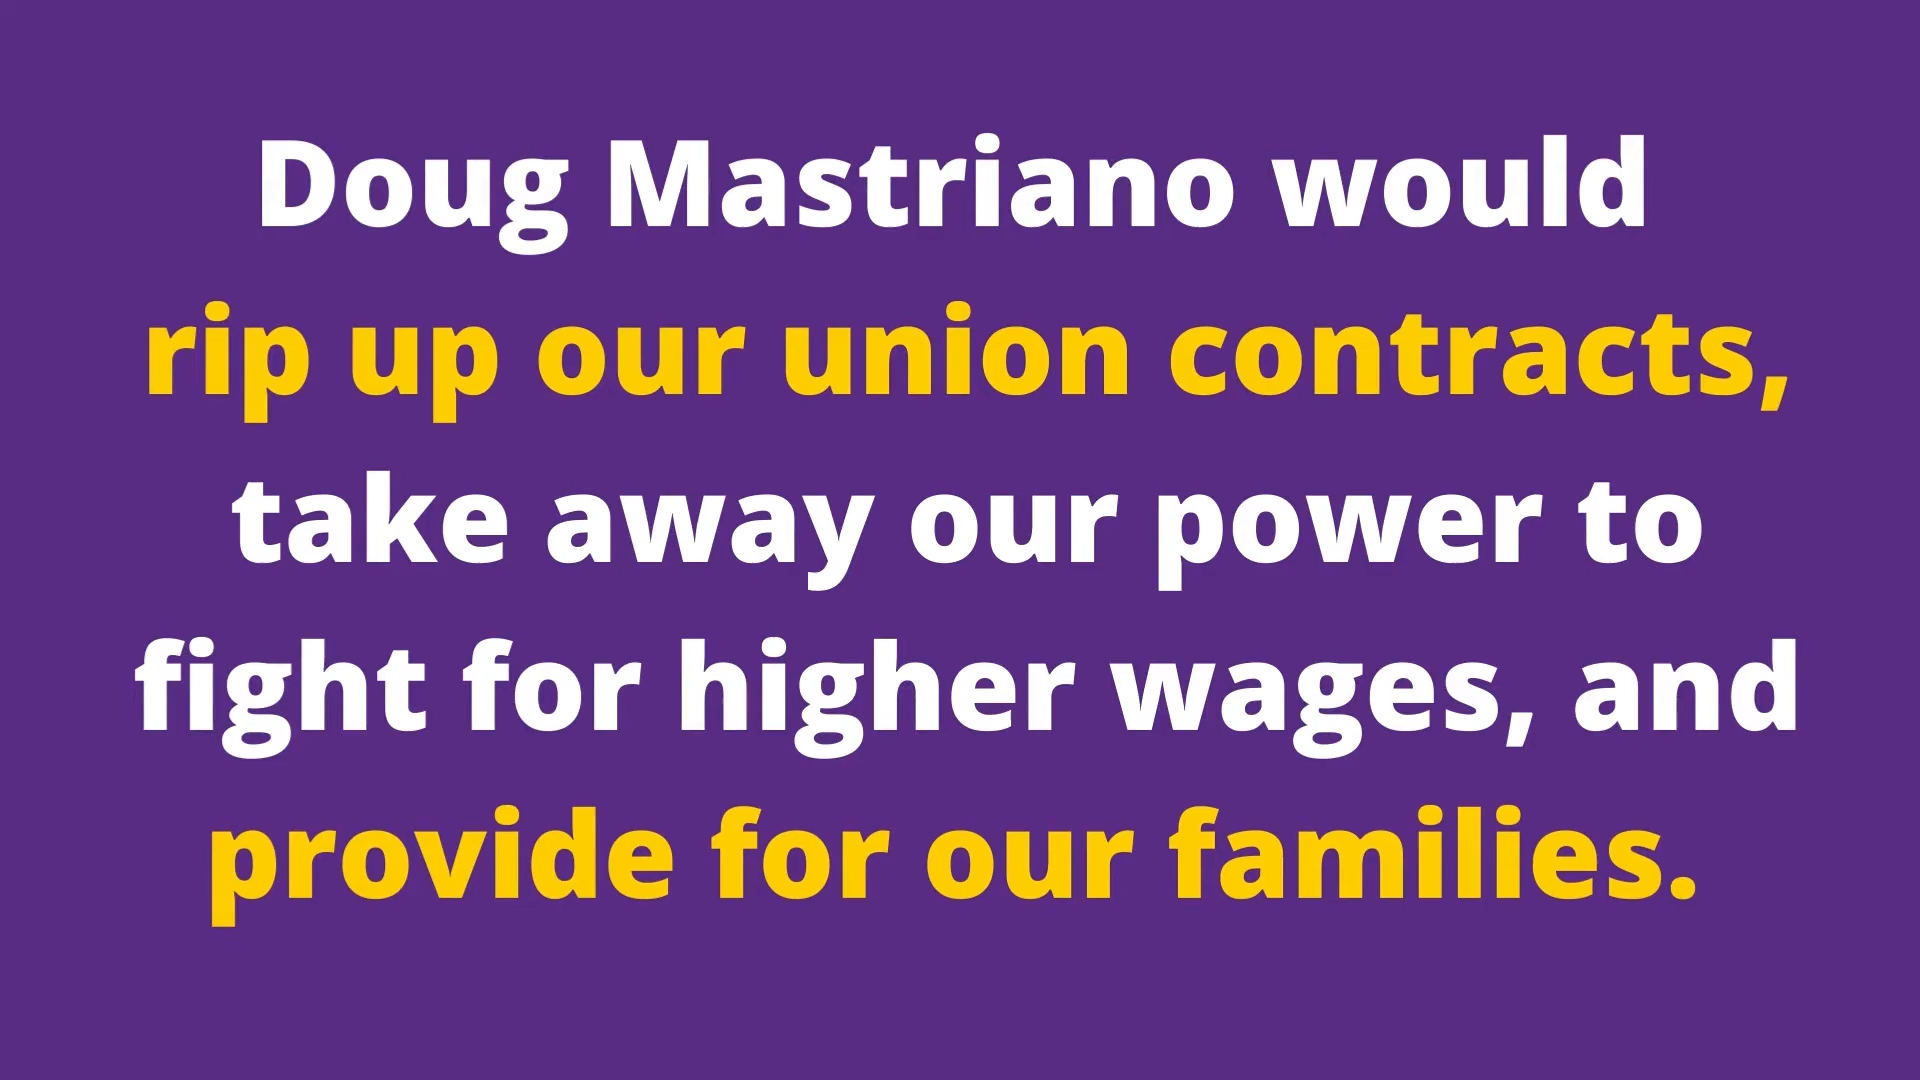 Doug Mastriano would
rip up our union contracts,
take away our power to
fight for higher wages, and
provide for our families.